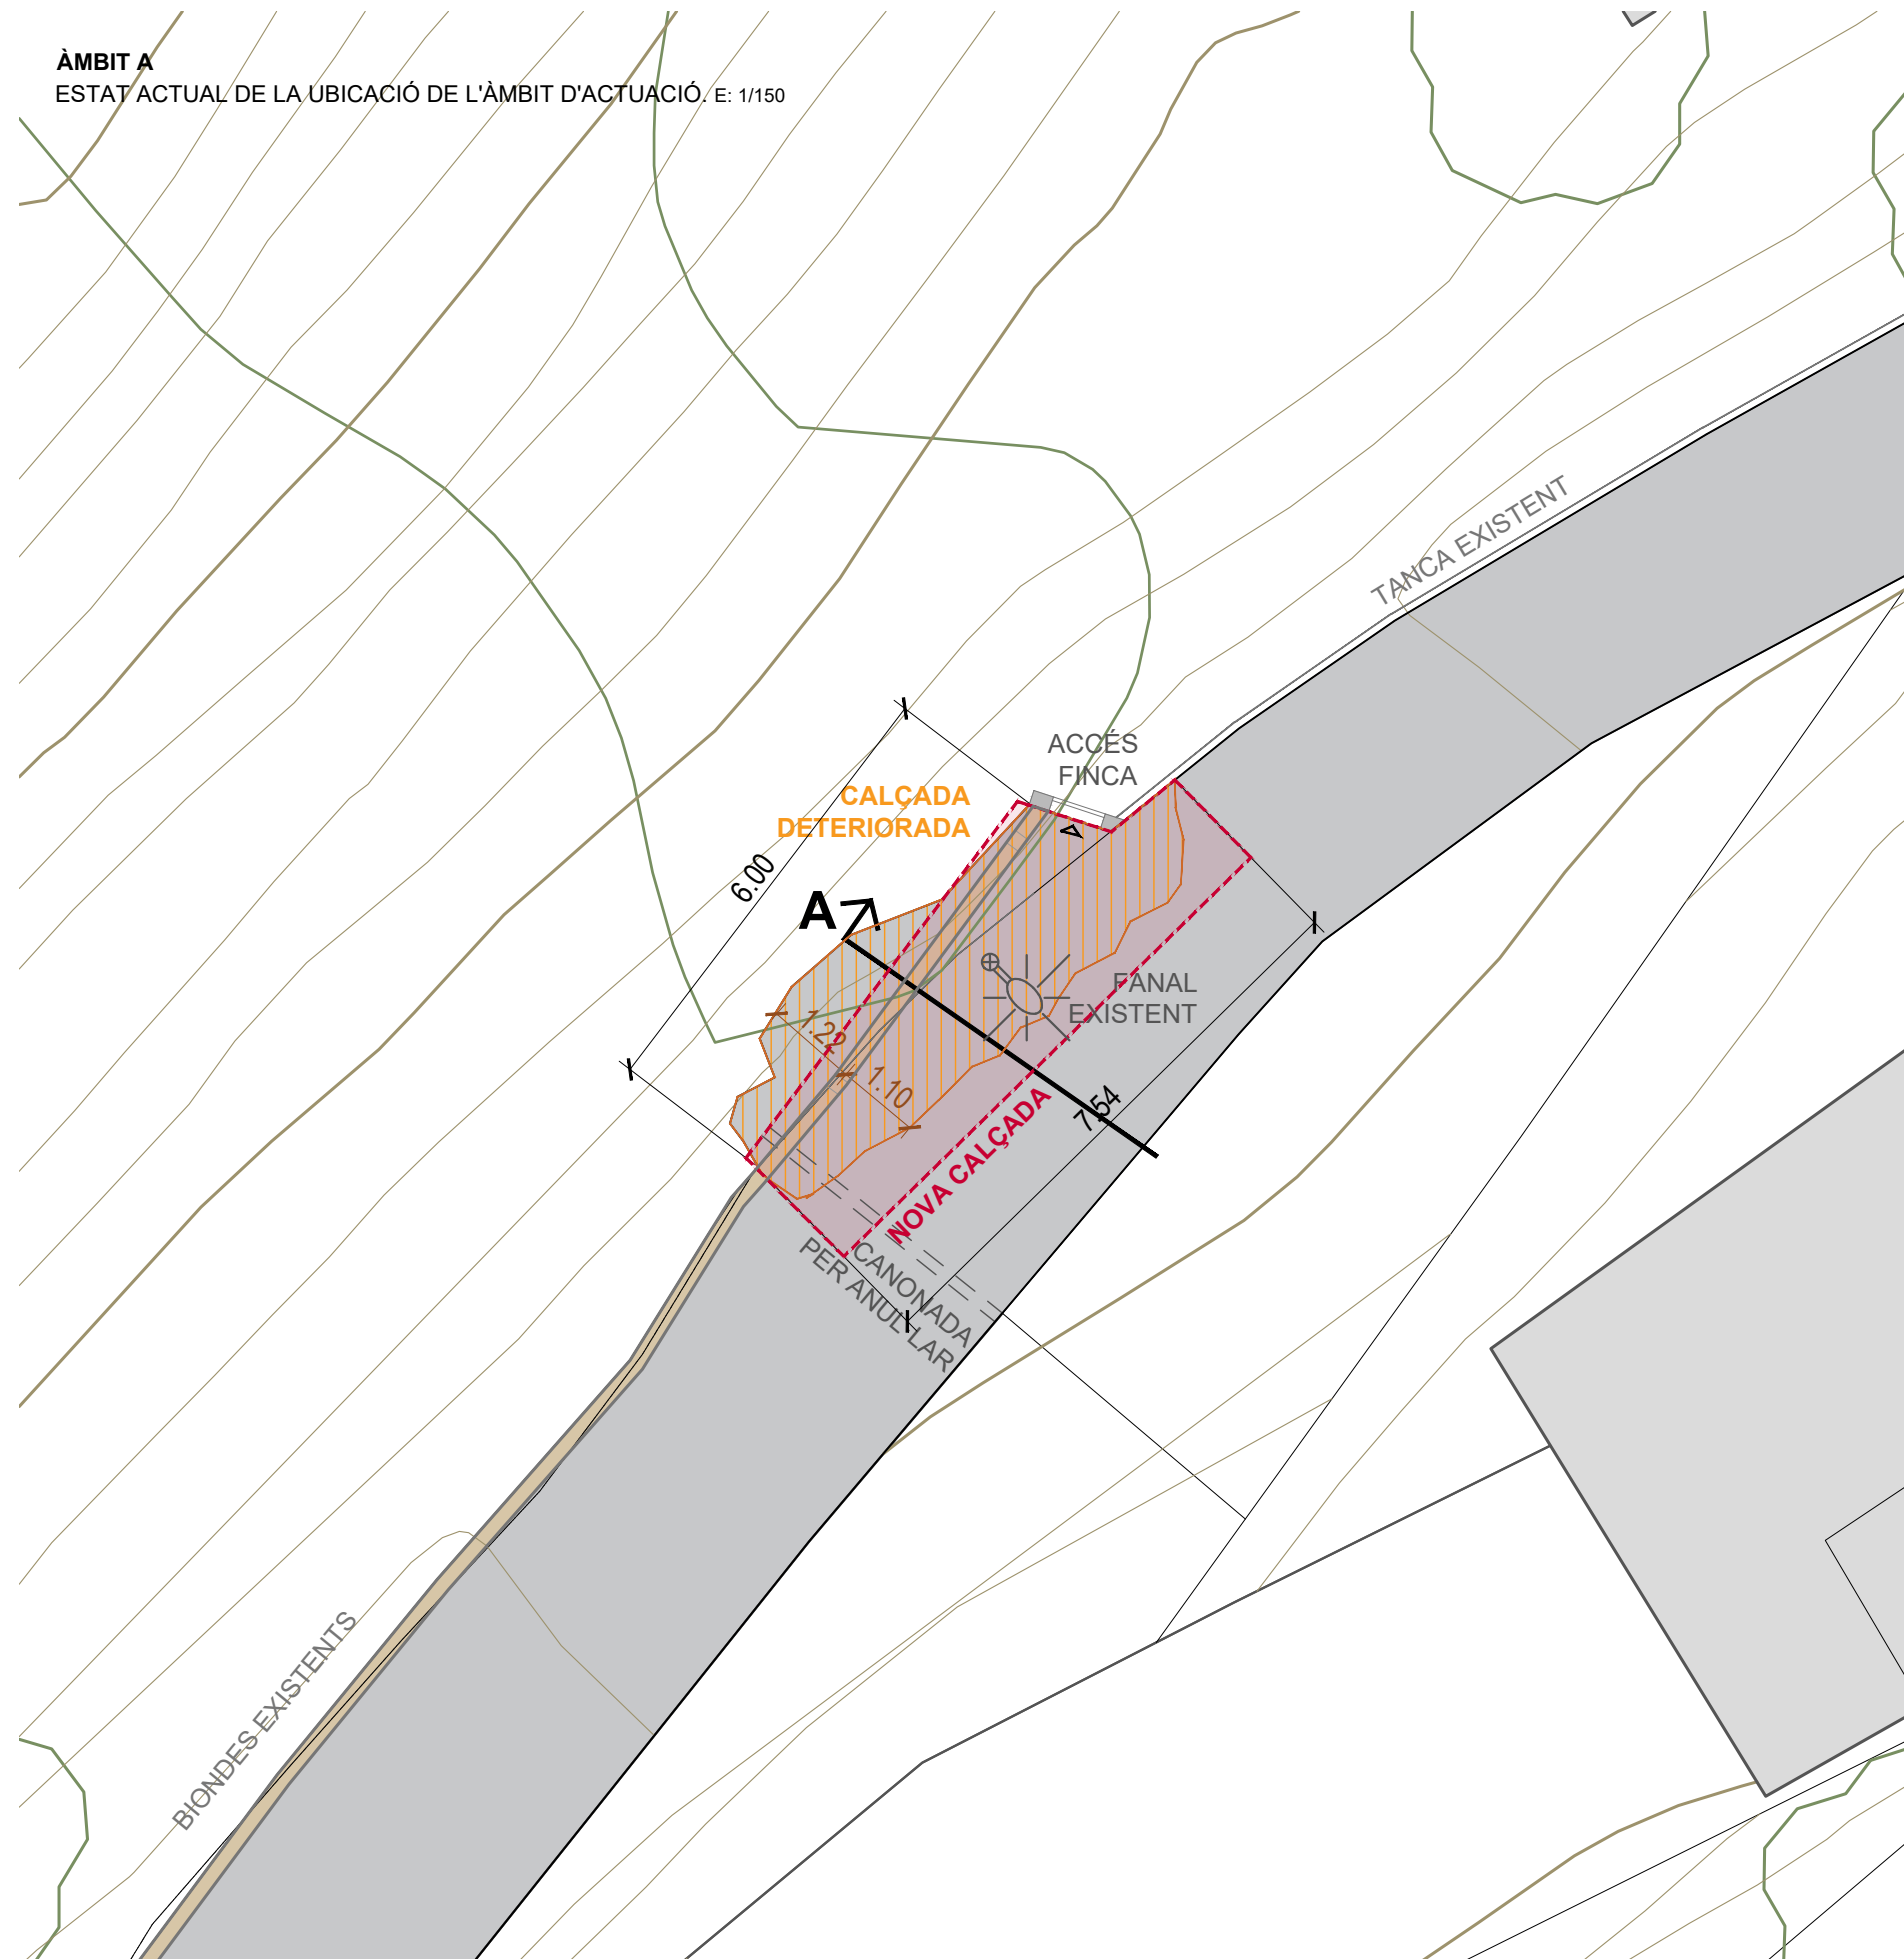 ÀMBIT A
ESTAT ACTUAL DE LA UBICACIÓ DE L'ÀMBIT D'ACTUACIÓ. E: 1/150
TANCA EXISTENT
ACCÉS
FINCA
CALÇADA
DETERIORADA
6.00
A
FANAL
EXISTENT
1.22
1.10
7.54
NOVA CALÇADA
CANONADA
PER ANUL·LAR
BIONDES EXISTENTS